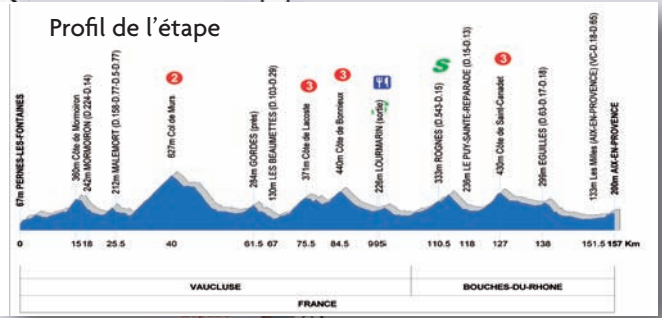 Profil de l'étape
67m PERNES-LES-FONTAINES
360m Côte de Mormoiron
242m MORMOIRON (D.224-D.14)
212m MALEMORT (D.158-D.77-D.5-D.77)
2
627m Col de Murs
284m GORDES (près)
130m LES BEAUMETTES (D.103-D.29)
3
371m Côte de Lacoste
3
440m Côte de Bonnieux
226m LOURMARIN (sortie)
S
333m ROGNES (D.543-D.15)
236m LE PUY-SAINTE-REPARADE (D.15-D.13)
3
430m Côte de Saint-Canadet
299m EGUILLES (D.63-D.17-D.18)
133m Les Milles (AIX-EN-PROVENCE) (VC-D.18-D.65)
200m AIX-EN-PROVENCE
0 15 18 25.5 40 61.5 67 75.5 84.5 995 110.5 118 127 138 151.5 157 Km
VAUCLUSE BOUCHES-DU-RHONE
FRANCE